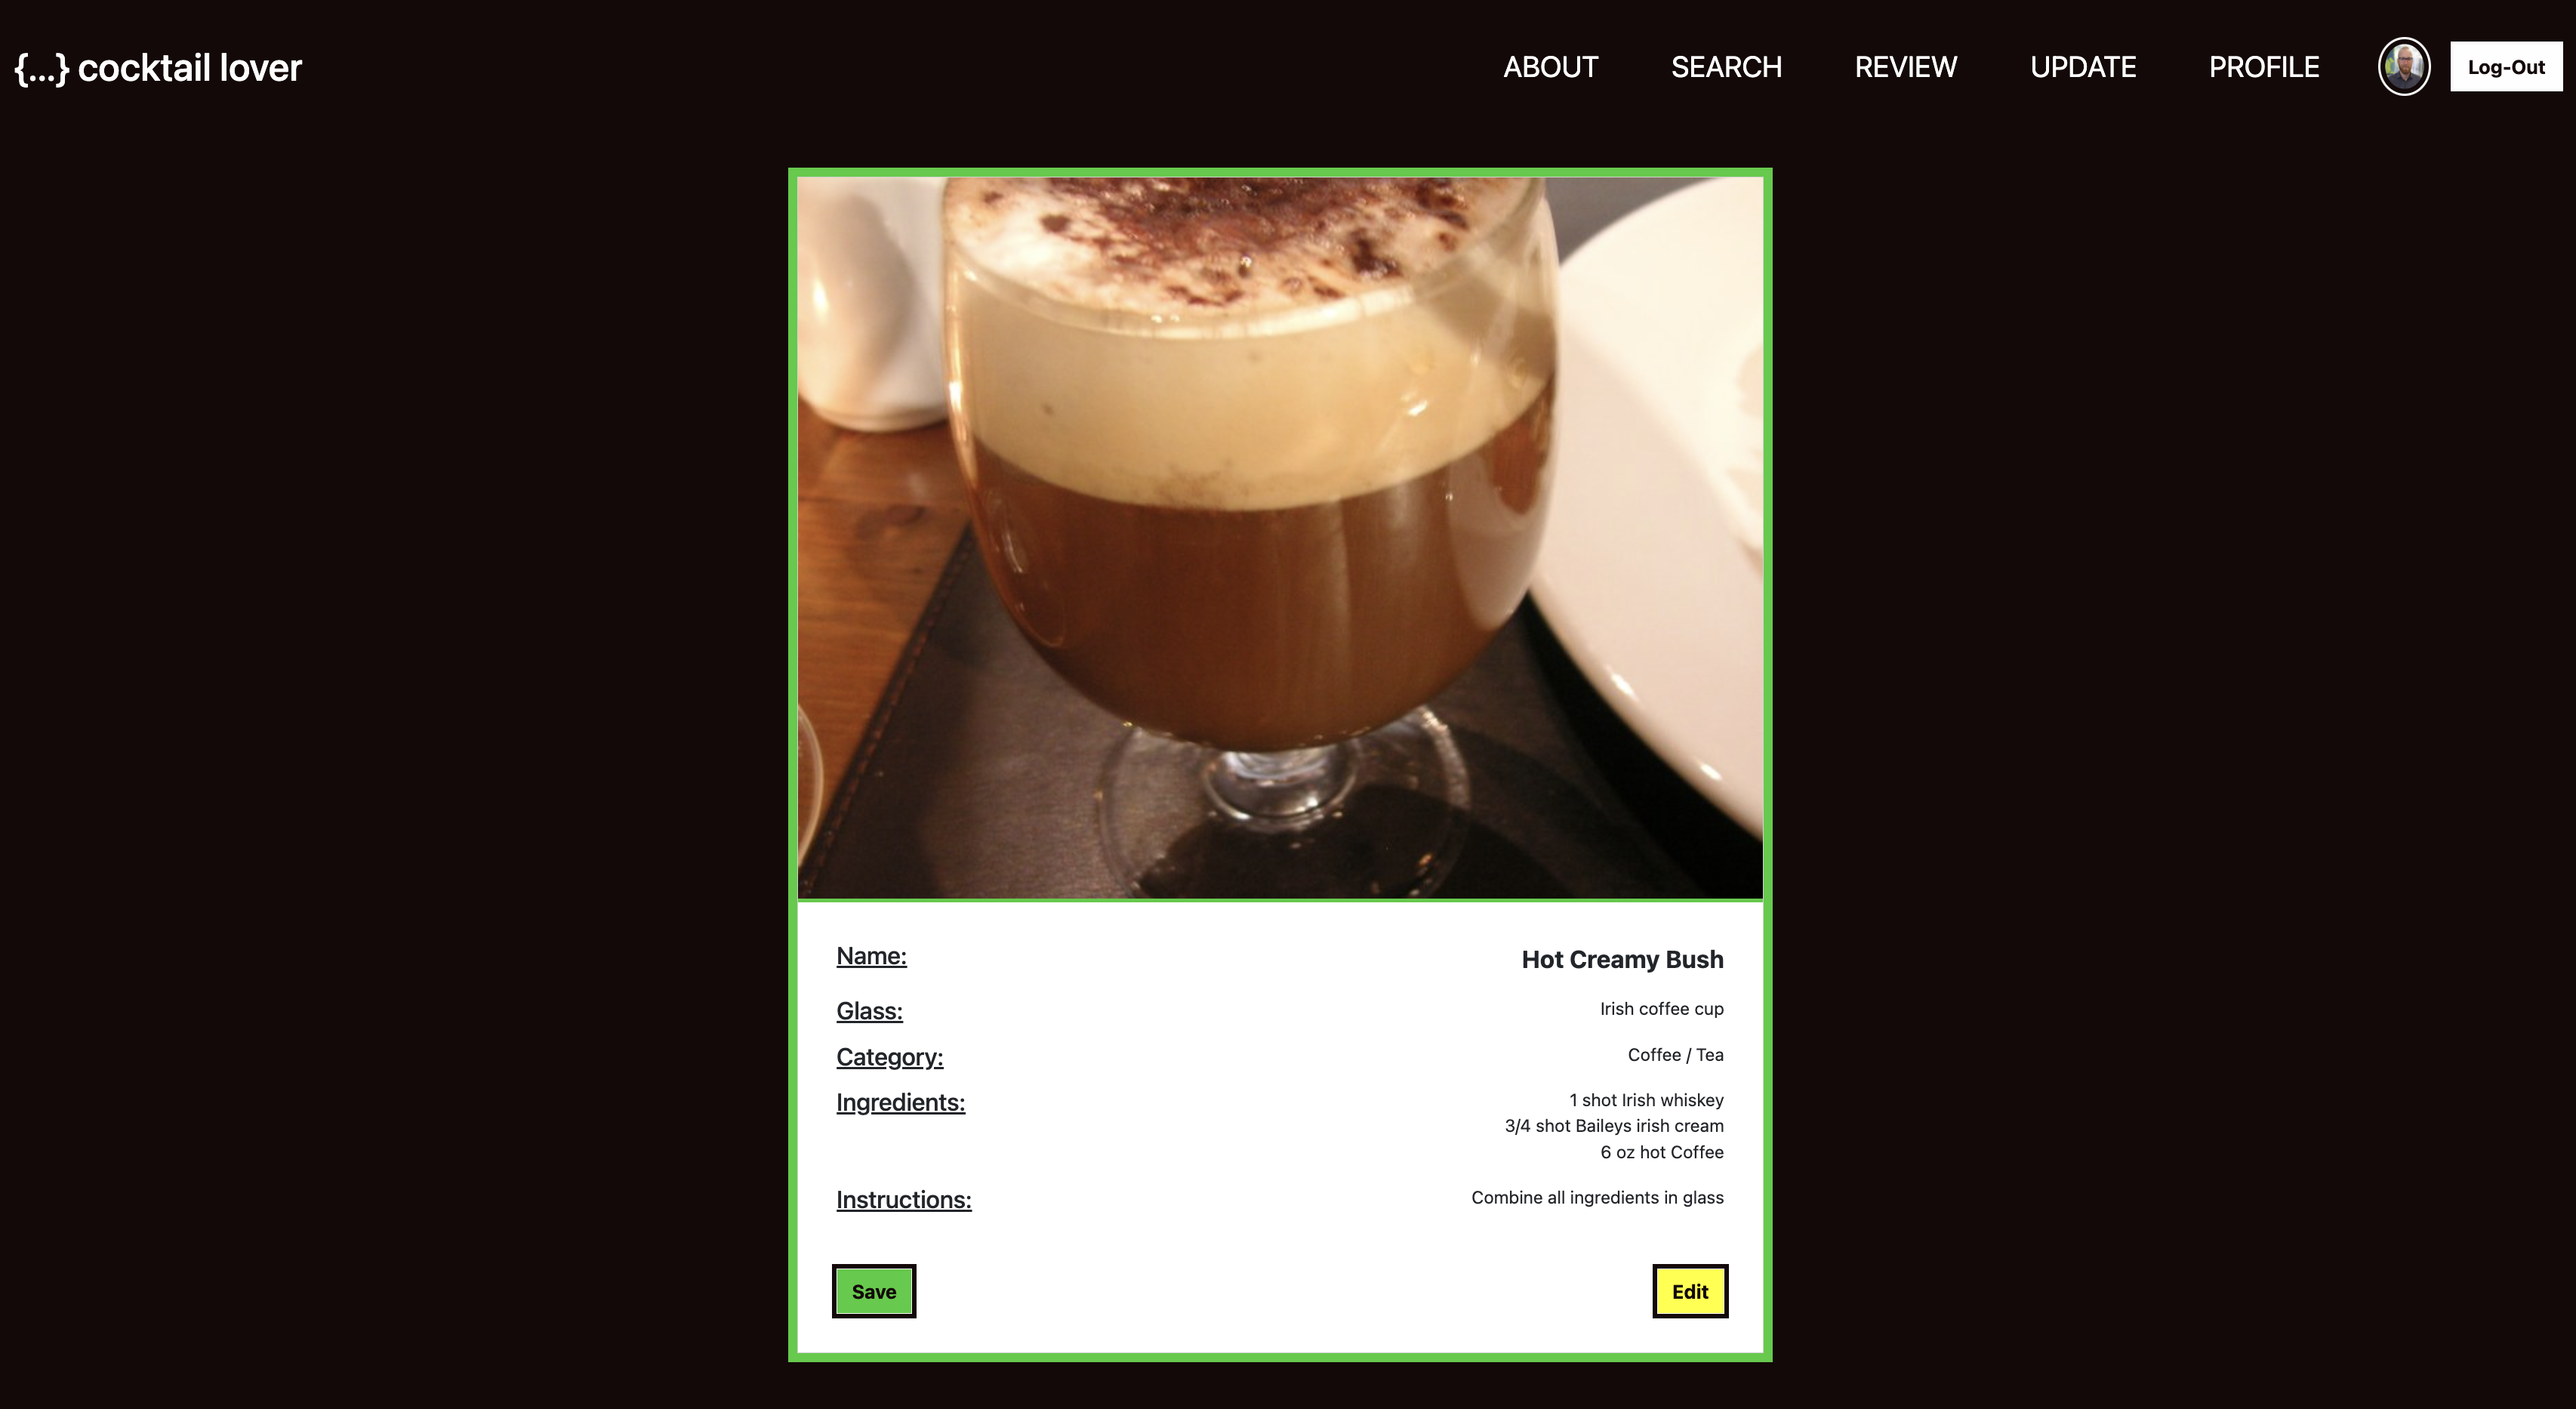 {...} cocktail lover
ABOUT SEARCH REVIEW UPDATE PROFILE Log-Out
Name: Hot Creamy Bush
Glass: Irish coffee cup
Category: Coffee / Tea
Ingredients: 1 shot Irish whiskey
3/4 shot Baileys irish cream
6 oz hot Coffee
Instructions: Combine all ingredients in glass
Save Edit